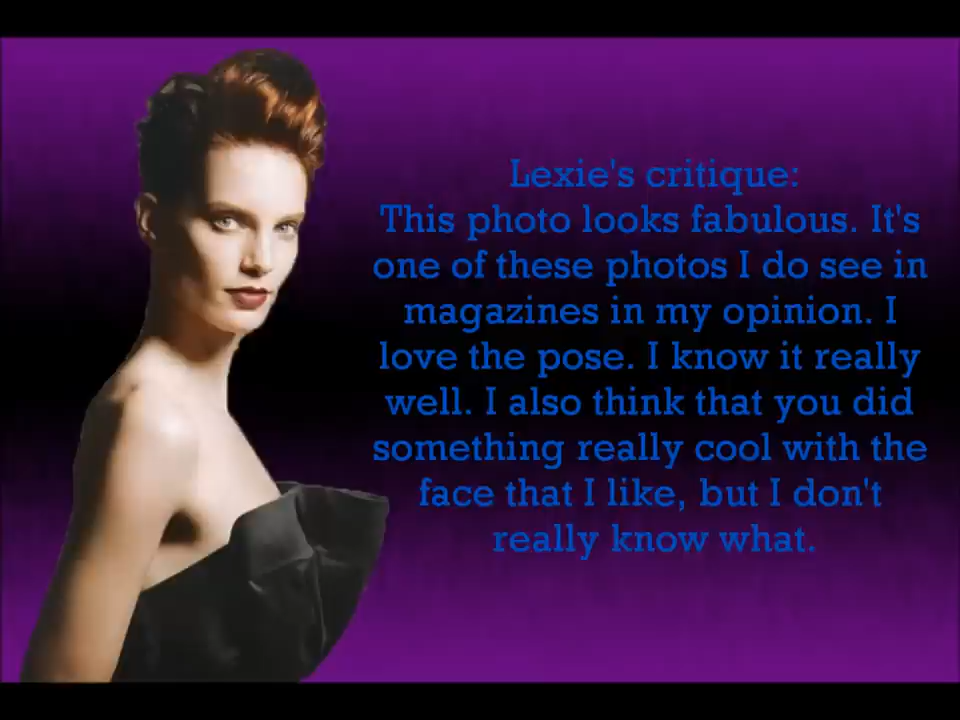 Lexie's critique:
This photo looks fabulous. It's
one of these photos I do see in
magazines in my opinion. I
love the pose. I know it really
well. I also think that you did
something really cool with the
face that I like, but I don't
really know what.